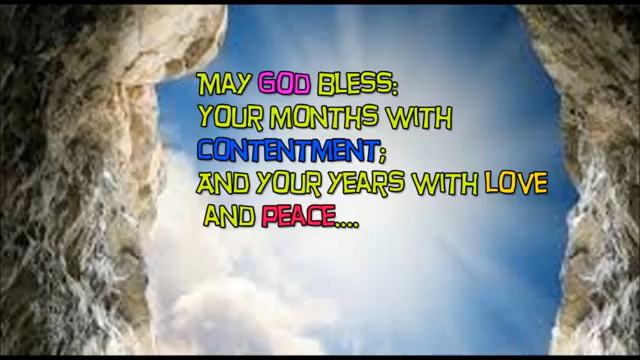 MAY GOD BLESS:
YOUR MONTHS WITH
CONTENTMENT;
AND YOUR YEARS WITH LOVE
AND PEACE....